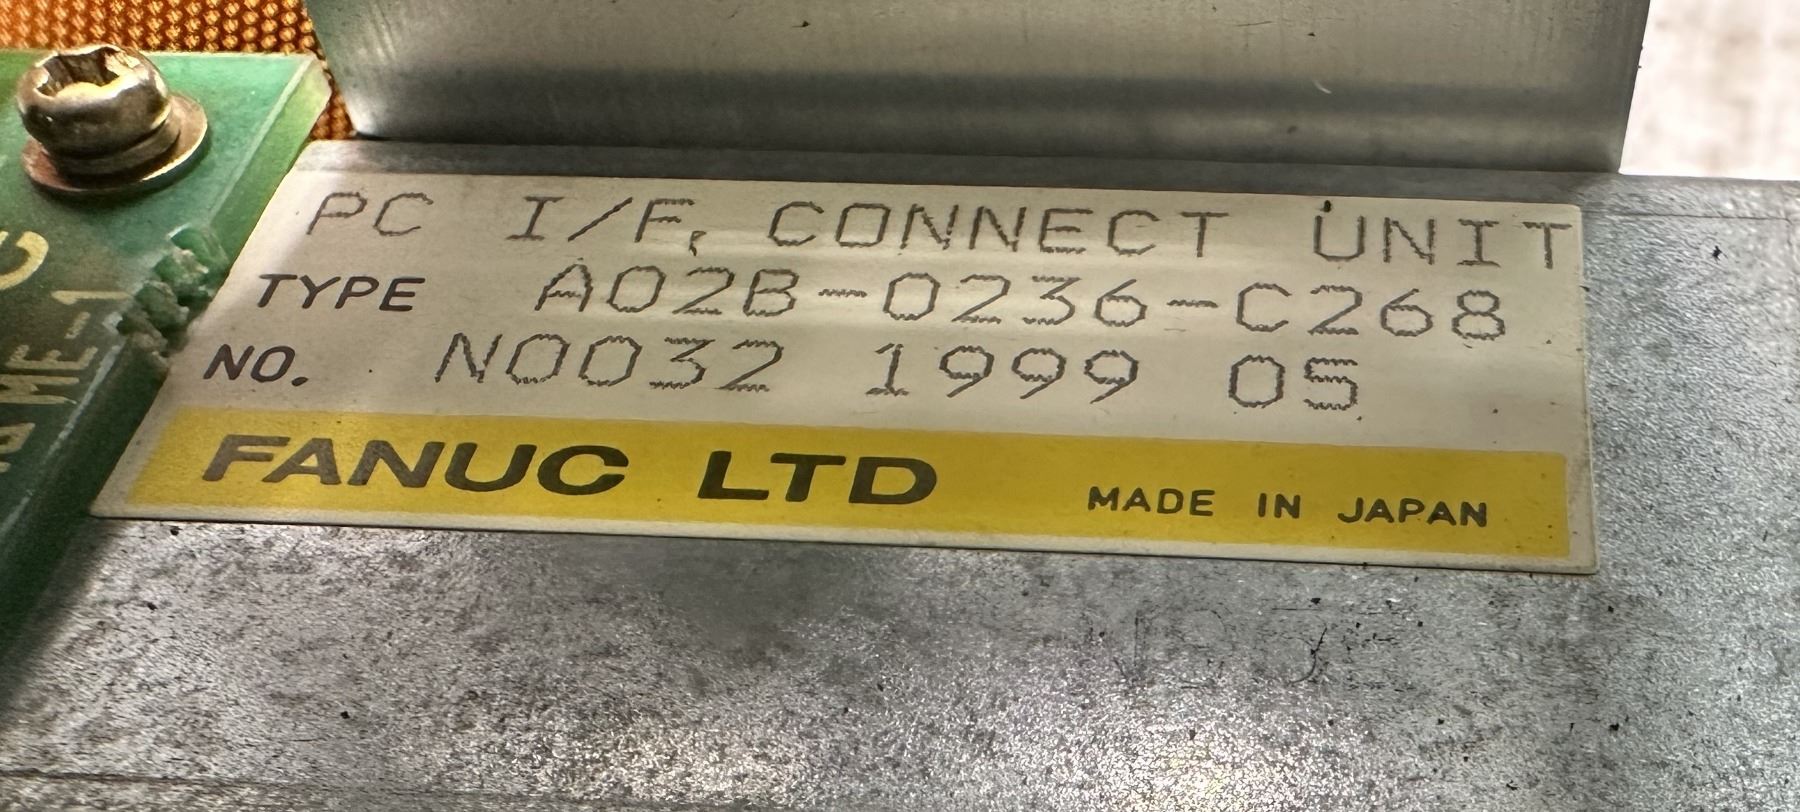 PC I/F, CONNECT UNIT
TYPE A02B-0236-C268
NO. N0032 1999 05
FANUC LTD MADE IN JAPAN